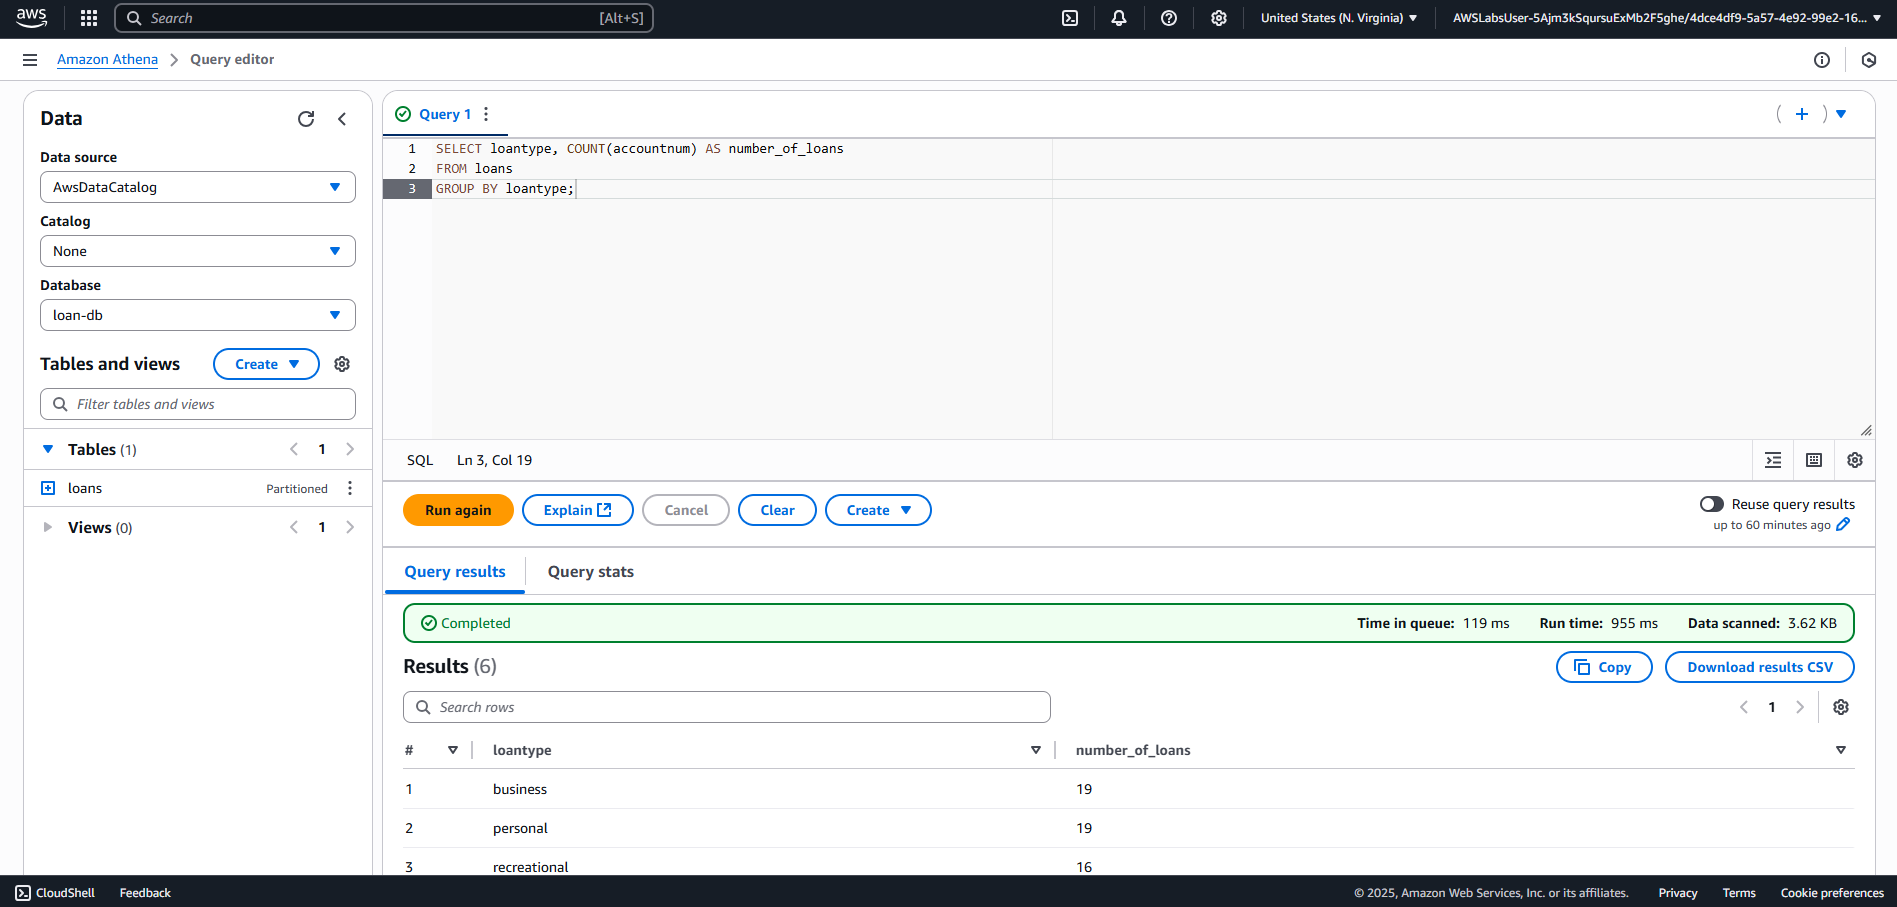 aws
Search [Alt+S]
United States (N. Virginia)
AWSLabsUser-5Ajm3kSqursuExMb2F5ghe/4dce4df9-5a57-4e92-99e2-16...
Amazon Athena > Query editor
Data
Data source
AwsDataCatalog
Catalog
None
Database
loan-db
Tables and views
Create
Filter tables and views
Tables (1) < 1 >
loans Partitioned
Views (0) < 1 >
Query 1
1 SELECT loantype, COUNT(accountnum) AS number_of_loans
2 FROM loans
3 GROUP BY loantype;
SQL Ln 3, Col 19
Run again Explain Cancel Clear Create
Reuse query results
up to 60 minutes ago
Query results Query stats
Completed Time in queue: 119 ms Run time: 955 ms Data scanned: 3.62 KB
Results (6) Copy Download results CSV
Search rows < 1 >
# loantype number_of_loans
1 business 19
2 personal 19
3 recreational 16
CloudShell Feedback © 2025, Amazon Web Services, Inc. or its affiliates. Privacy Terms Cookie preferences